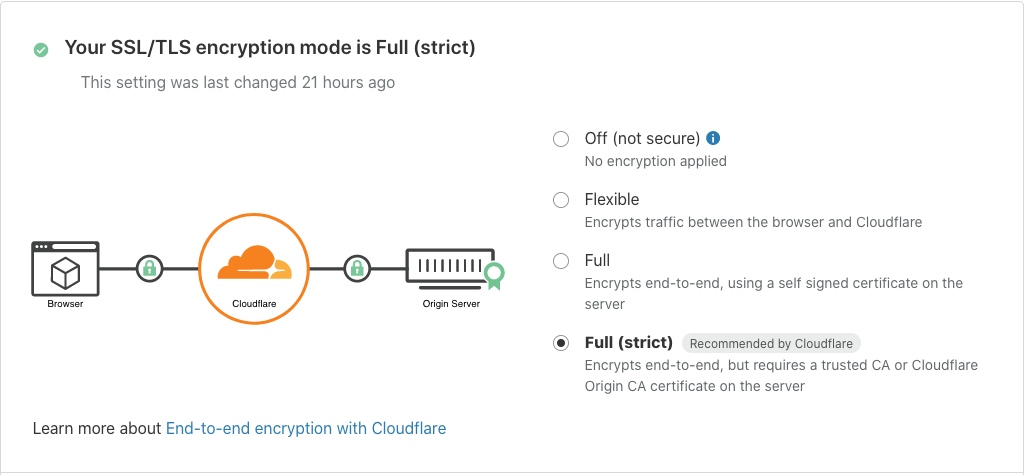 Your SSL/TLS encryption mode is Full (strict)
This setting was last changed 21 hours ago
Browser
Cloudflare
Origin Server
Off (not secure)
No encryption applied
Flexible
Encrypts traffic between the browser and Cloudflare
Full
Encrypts end-to-end, using a self signed certificate on the
server
Full (strict) Recommended by Cloudflare
Encrypts end-to-end, but requires a trusted CA or Cloudflare
Origin CA certificate on the server
Learn more about End-to-end encryption with Cloudflare